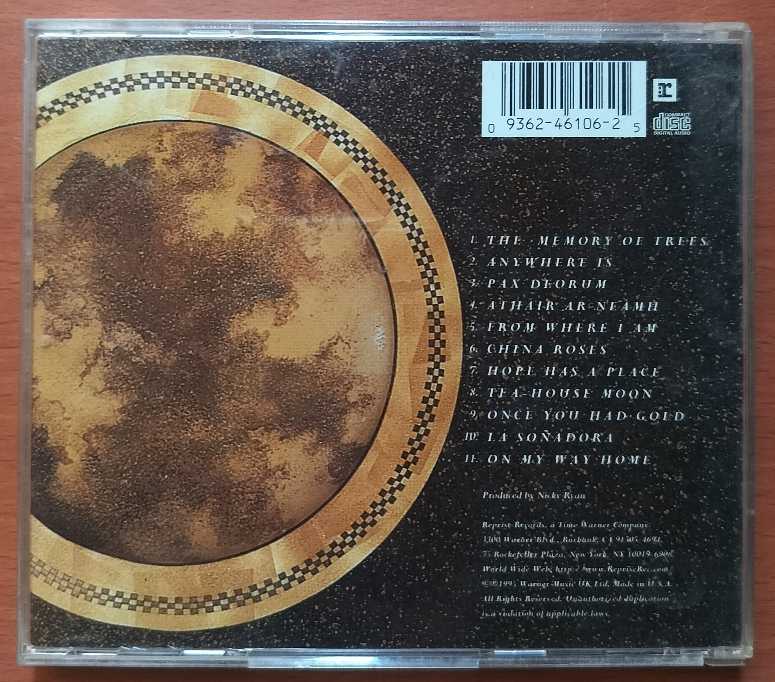 r
0 9362-46106-2 5
COMPACT
disc
DIGITAL AUDIO
1. THE MEMORY OF TREES
2. ANYWHERE IS
3. PAX DEORUM
4. ATHAIR AR NEAMH
5. FROM WHERE I AM
6. CHINA ROSES
7. HOPE HAS A PLACE
8. TEA-HOUSE MOON
9. ONCE YOU HAD GOLD
10. LA SOÑADORA
11. ON MY WAY HOME
Produced by Nicky Ryan
Reprise Records, a Time Warner Company
3300 Warner Blvd., Burbank, CA 91505-4694
75 Rockefeller Plaza, New York, NY 10019-6908
World Wide Web: http://www.RepriseRec.com
℗©1995 Warner Music UK Ltd. Made in U.S.A.
All Rights Reserved. Unauthorized duplication
is a violation of applicable laws.